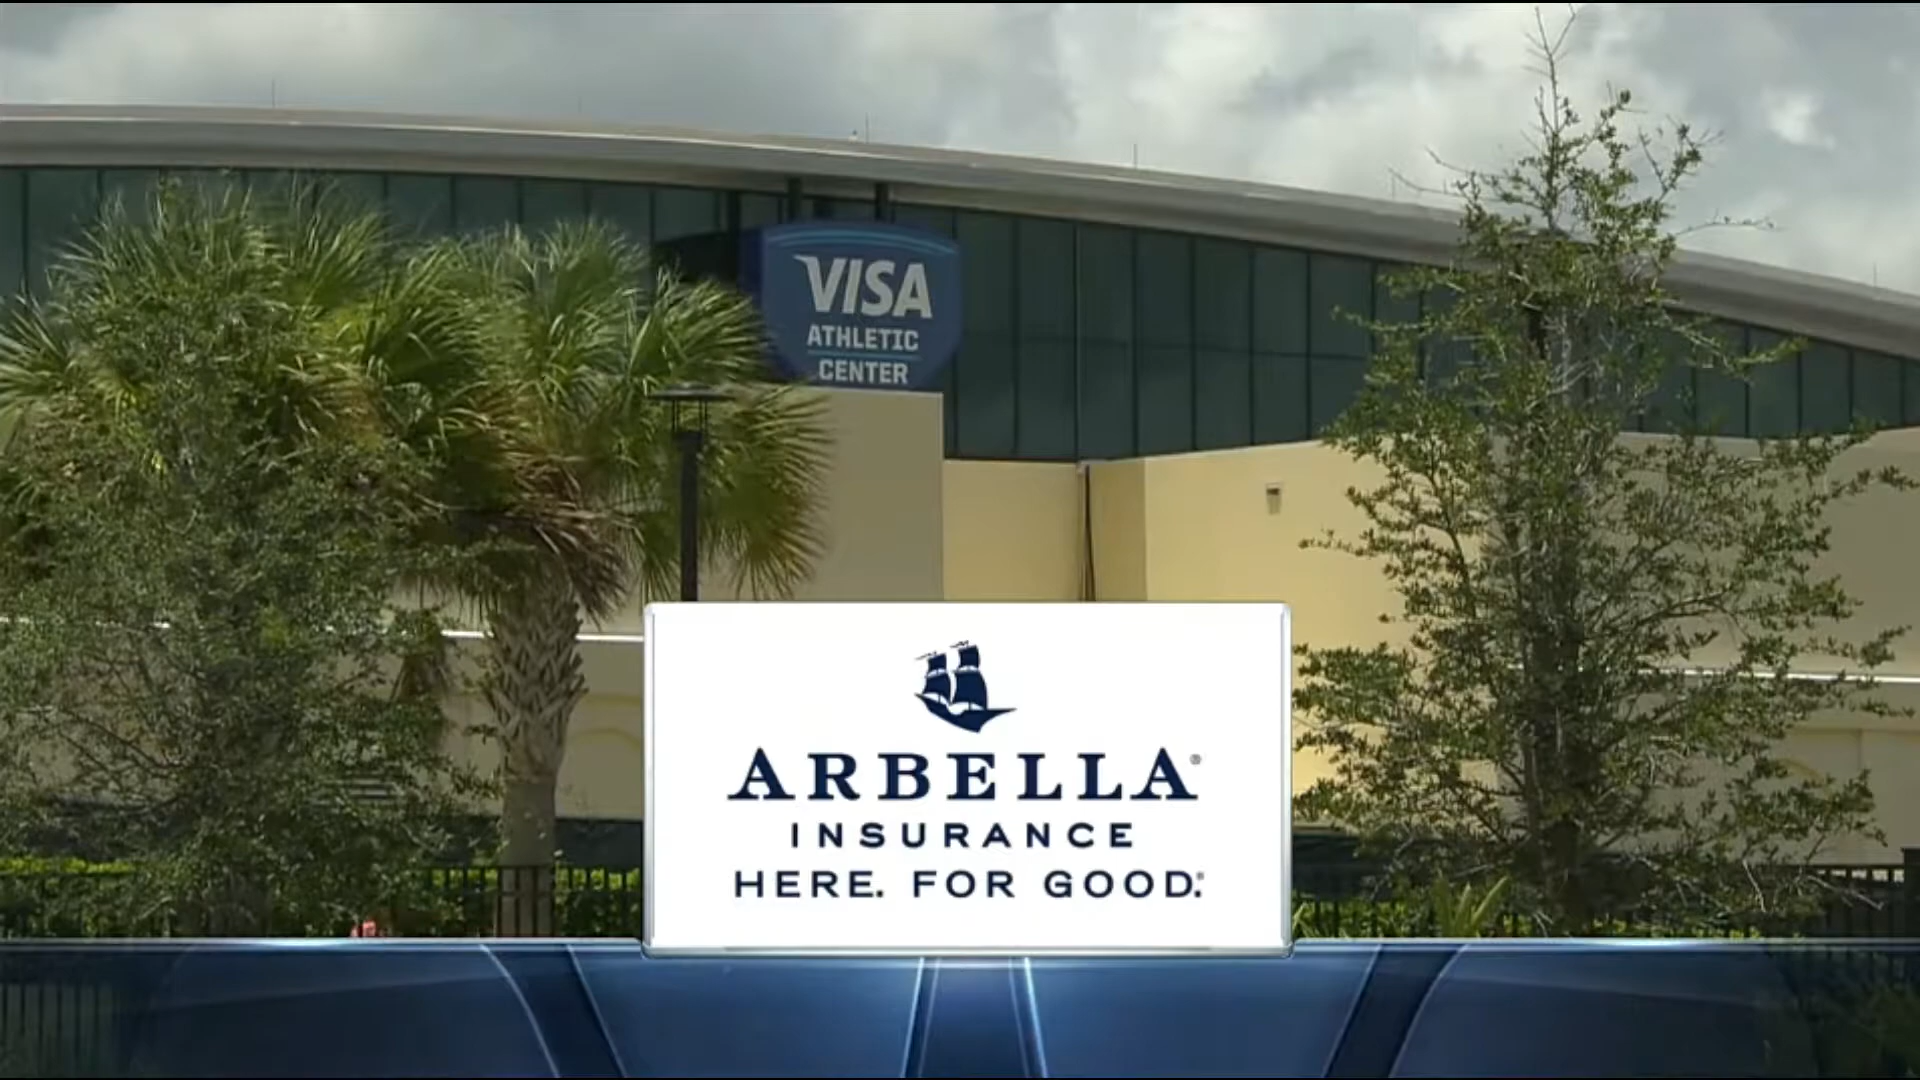 VISA
ATHLETIC
CENTER
ARBELLA®
INSURANCE
HERE. FOR GOOD.®